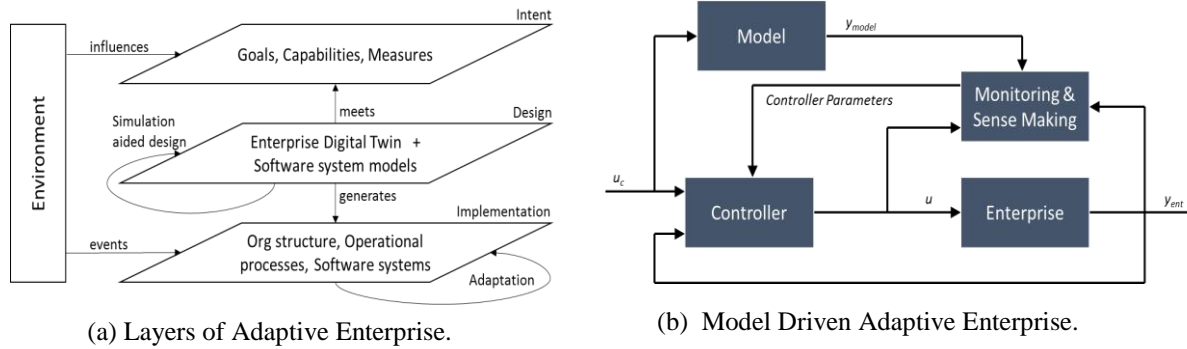 Intent
Environment
influences
Goals, Capabilities, Measures
meets
Design
Simulation
aided design
Enterprise Digital Twin +
Software system models
generates
Implementation
events
Org structure, Operational
processes, Software systems
Adaptation
(a) Layers of Adaptive Enterprise.
Model
y_model
Controller Parameters
Monitoring &
Sense Making
u_c
Controller
u
Enterprise
y_ent
(b) Model Driven Adaptive Enterprise.